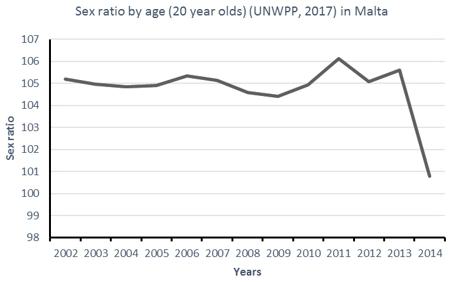 Sex ratio by age (20 year olds) (UNWPP, 2017) in Malta
107
106
105
104
103
102
101
100
99
98
Sex ratio
2002 2003 2004 2005 2006 2007 2008 2009 2010 2011 2012 2013 2014
Years